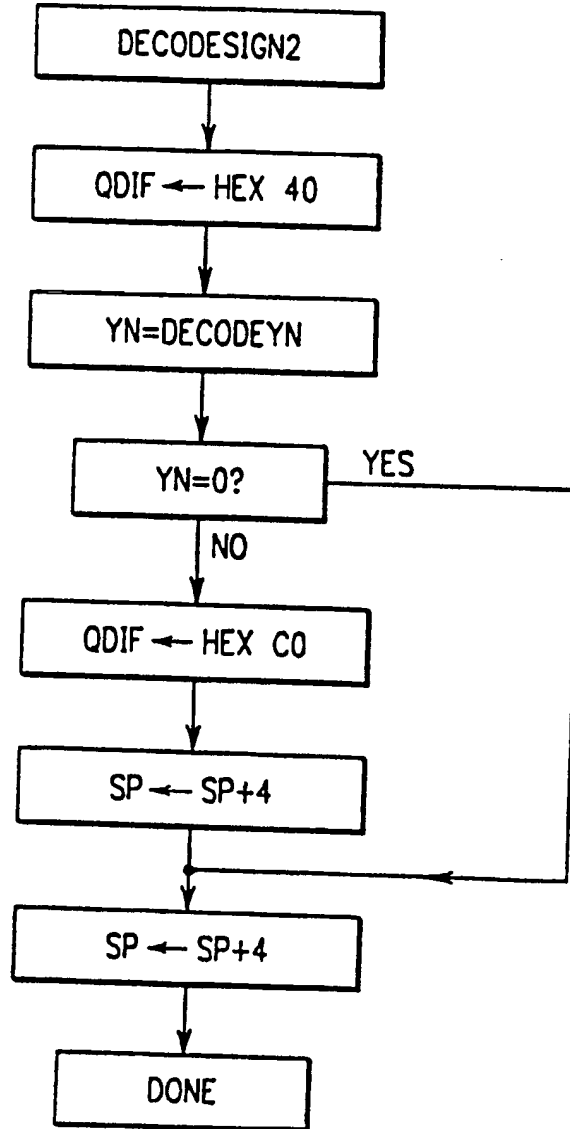 DECODESIGN2
QDIF ← HEX 40
YN=DECODEYN
YN=0?
YES
NO
QDIF ← HEX C0
SP ← SP+4
SP ← SP+4
DONE